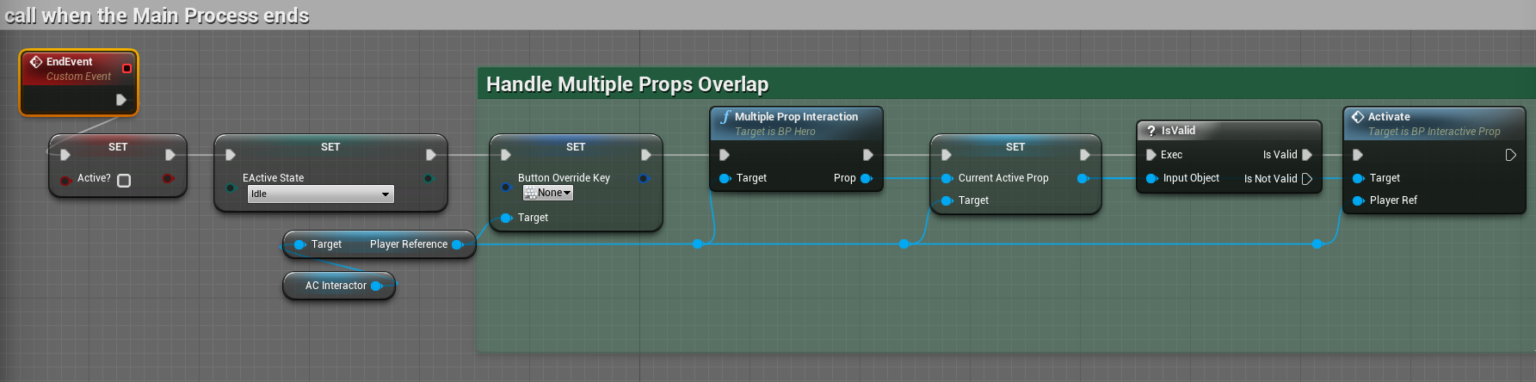 call when the Main Process ends
EndEvent
Custom Event
Handle Multiple Props Overlap
SET
Active?
SET
EActive State
Idle
SET
Button Override Key
None
Target
Multiple Prop Interaction
Target is BP Hero
Target Prop
SET
Current Active Prop
Target
? IsValid
Exec Is Valid
Input Object Is Not Valid
Activate
Target is BP Interactive Prop
Target
Player Ref
Target Player Reference
AC Interactor